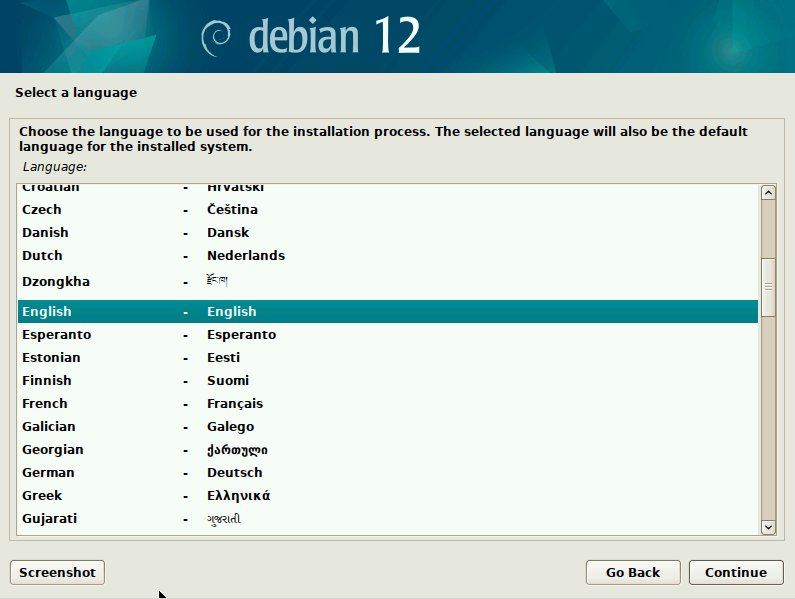 debian 12
Select a language
Choose the language to be used for the installation process. The selected language will also be the default
language for the installed system.
Language:
Croatian - Hrvatski
Czech - Čeština
Danish - Dansk
Dutch - Nederlands
Dzongkha - རྫོང་ཁ།
English - English
Esperanto - Esperanto
Estonian - Eesti
Finnish - Suomi
French - Français
Galician - Galego
Georgian - ქართული
German - Deutsch
Greek - Ελληνικά
Gujarati - ગુજરાતી
Screenshot Go Back Continue